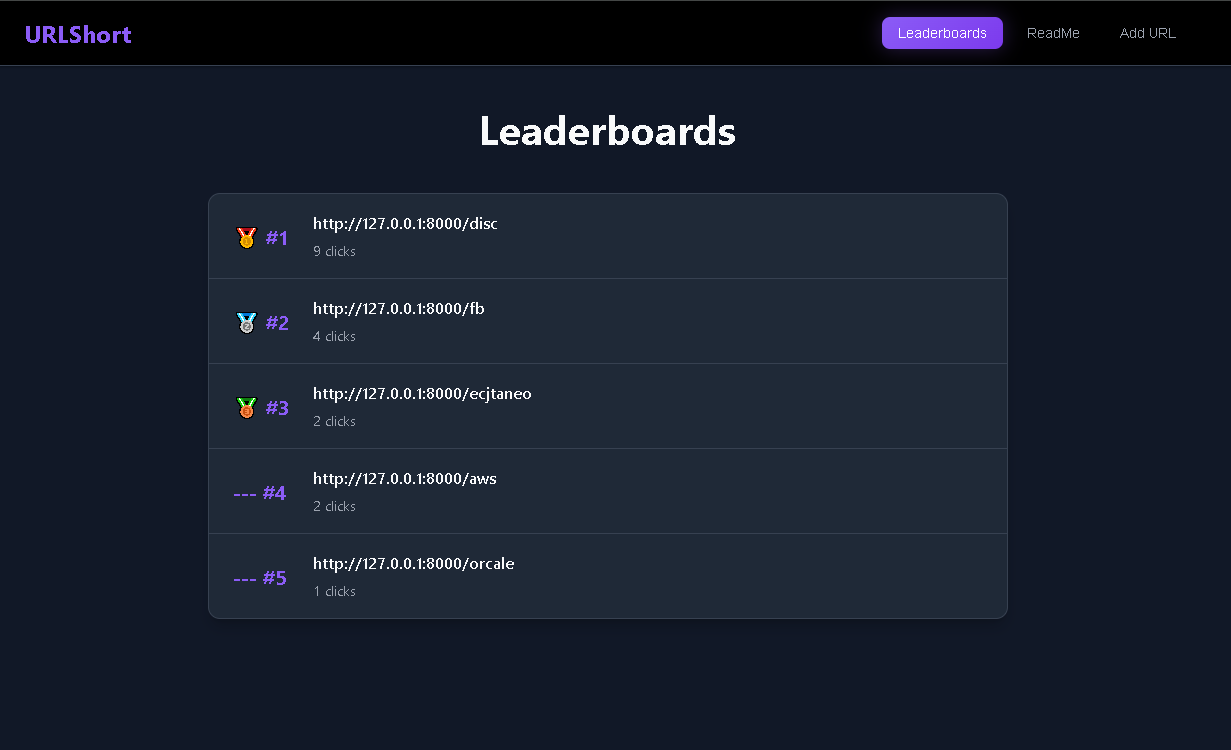 URLShort
Leaderboards
ReadMe
Add URL
Leaderboards
🥇 #1
http://127.0.0.1:8000/disc
9 clicks
🥈 #2
http://127.0.0.1:8000/fb
4 clicks
🥉 #3
http://127.0.0.1:8000/ecjtaneo
2 clicks
--- #4
http://127.0.0.1:8000/aws
2 clicks
--- #5
http://127.0.0.1:8000/orcale
1 clicks